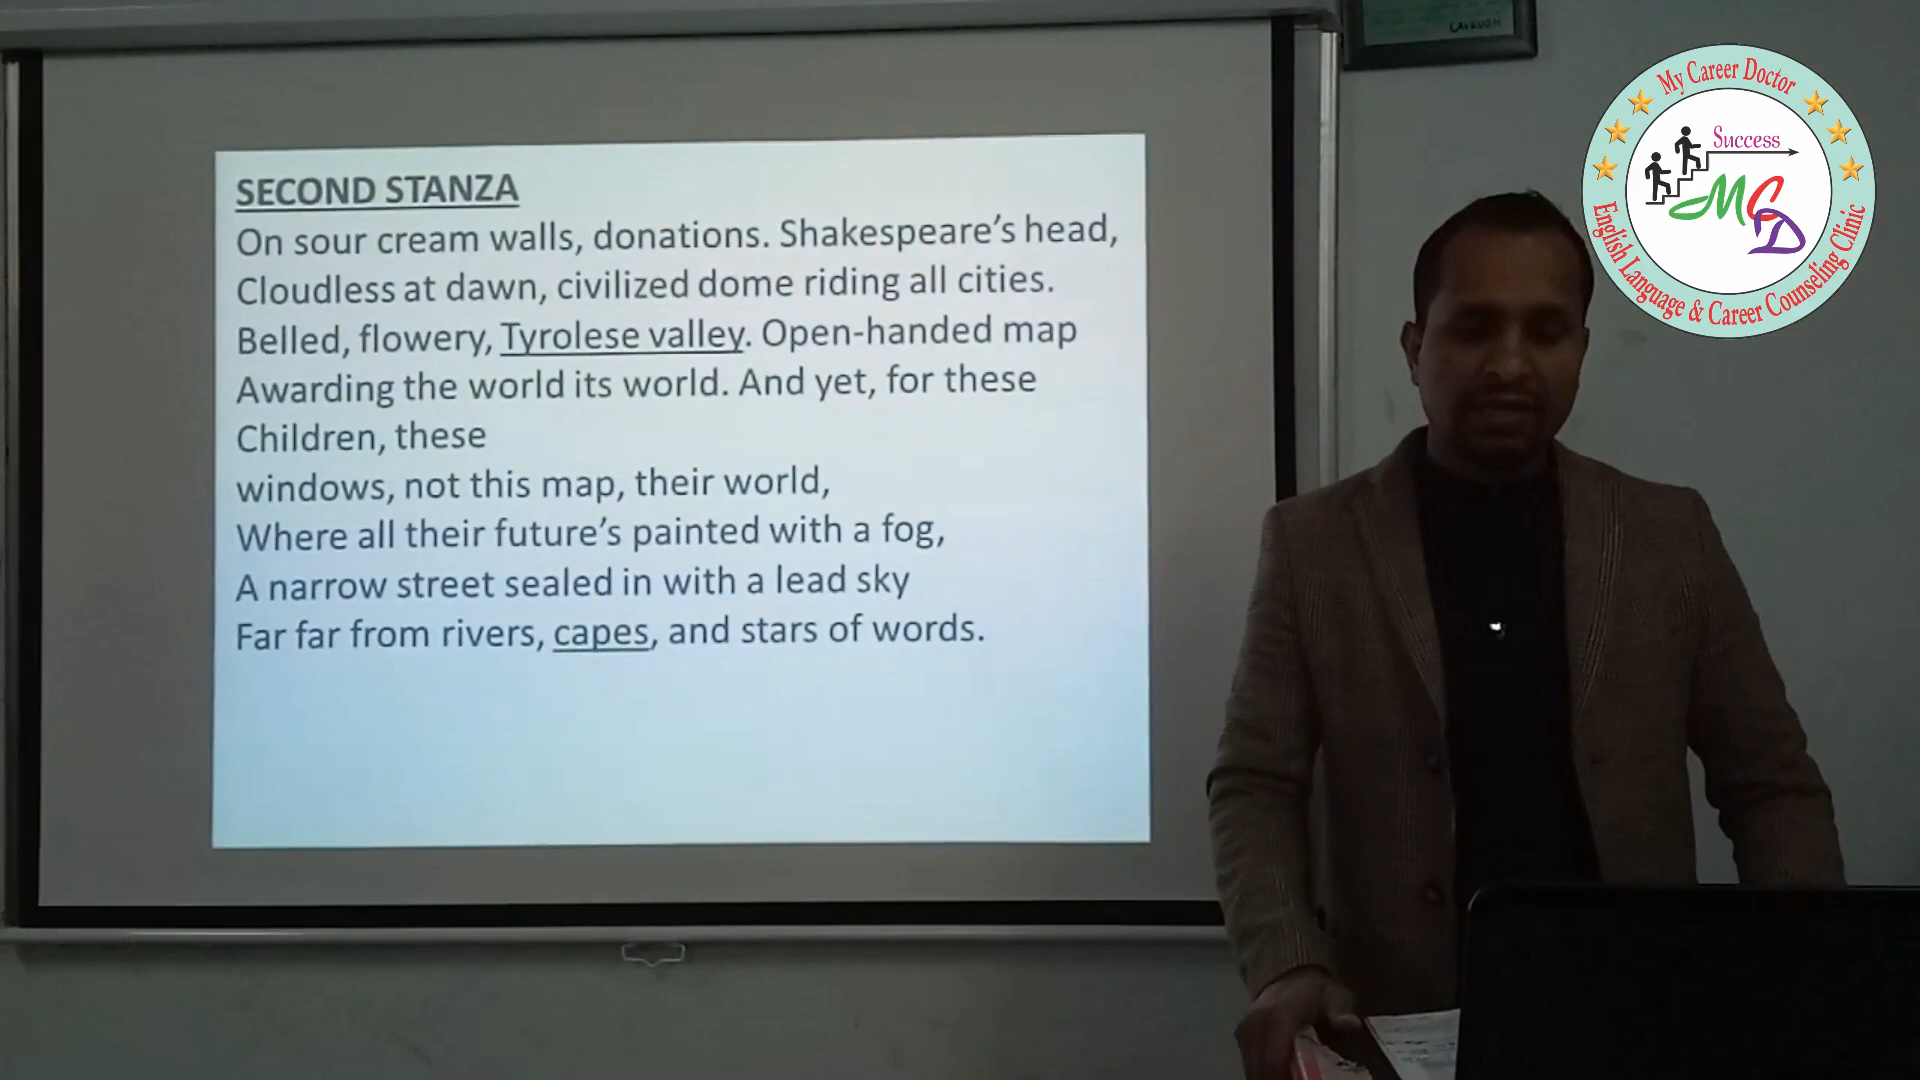 LAVKUSH
My Career Doctor
Success
MCD
English Language & Career Counseling Clinic
SECOND STANZA
On sour cream walls, donations. Shakespeare's head,
Cloudless at dawn, civilized dome riding all cities.
Belled, flowery, Tyrolese valley. Open-handed map
Awarding the world its world. And yet, for these
Children, these
windows, not this map, their world,
Where all their future's painted with a fog,
A narrow street sealed in with a lead sky
Far far from rivers, capes, and stars of words.